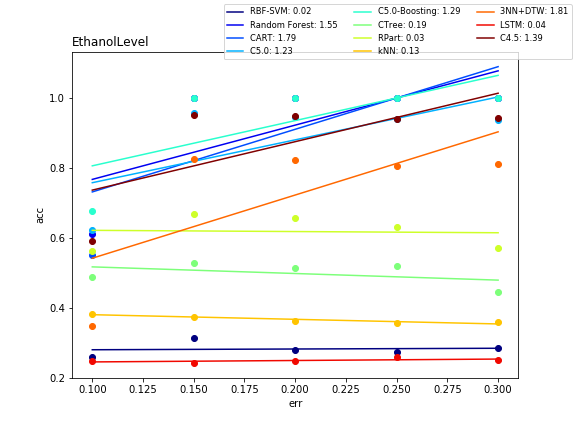 RBF-SVM: 0.02
Random Forest: 1.55
CART: 1.79
C5.0: 1.23
C5.0-Boosting: 1.29
CTree: 0.19
RPart: 0.03
kNN: 0.13
3NN+DTW: 1.81
LSTM: 0.04
C4.5: 1.39
EthanolLevel
acc
1.0
0.8
0.6
0.4
0.2
0.100 0.125 0.150 0.175 0.200 0.225 0.250 0.275 0.300
err